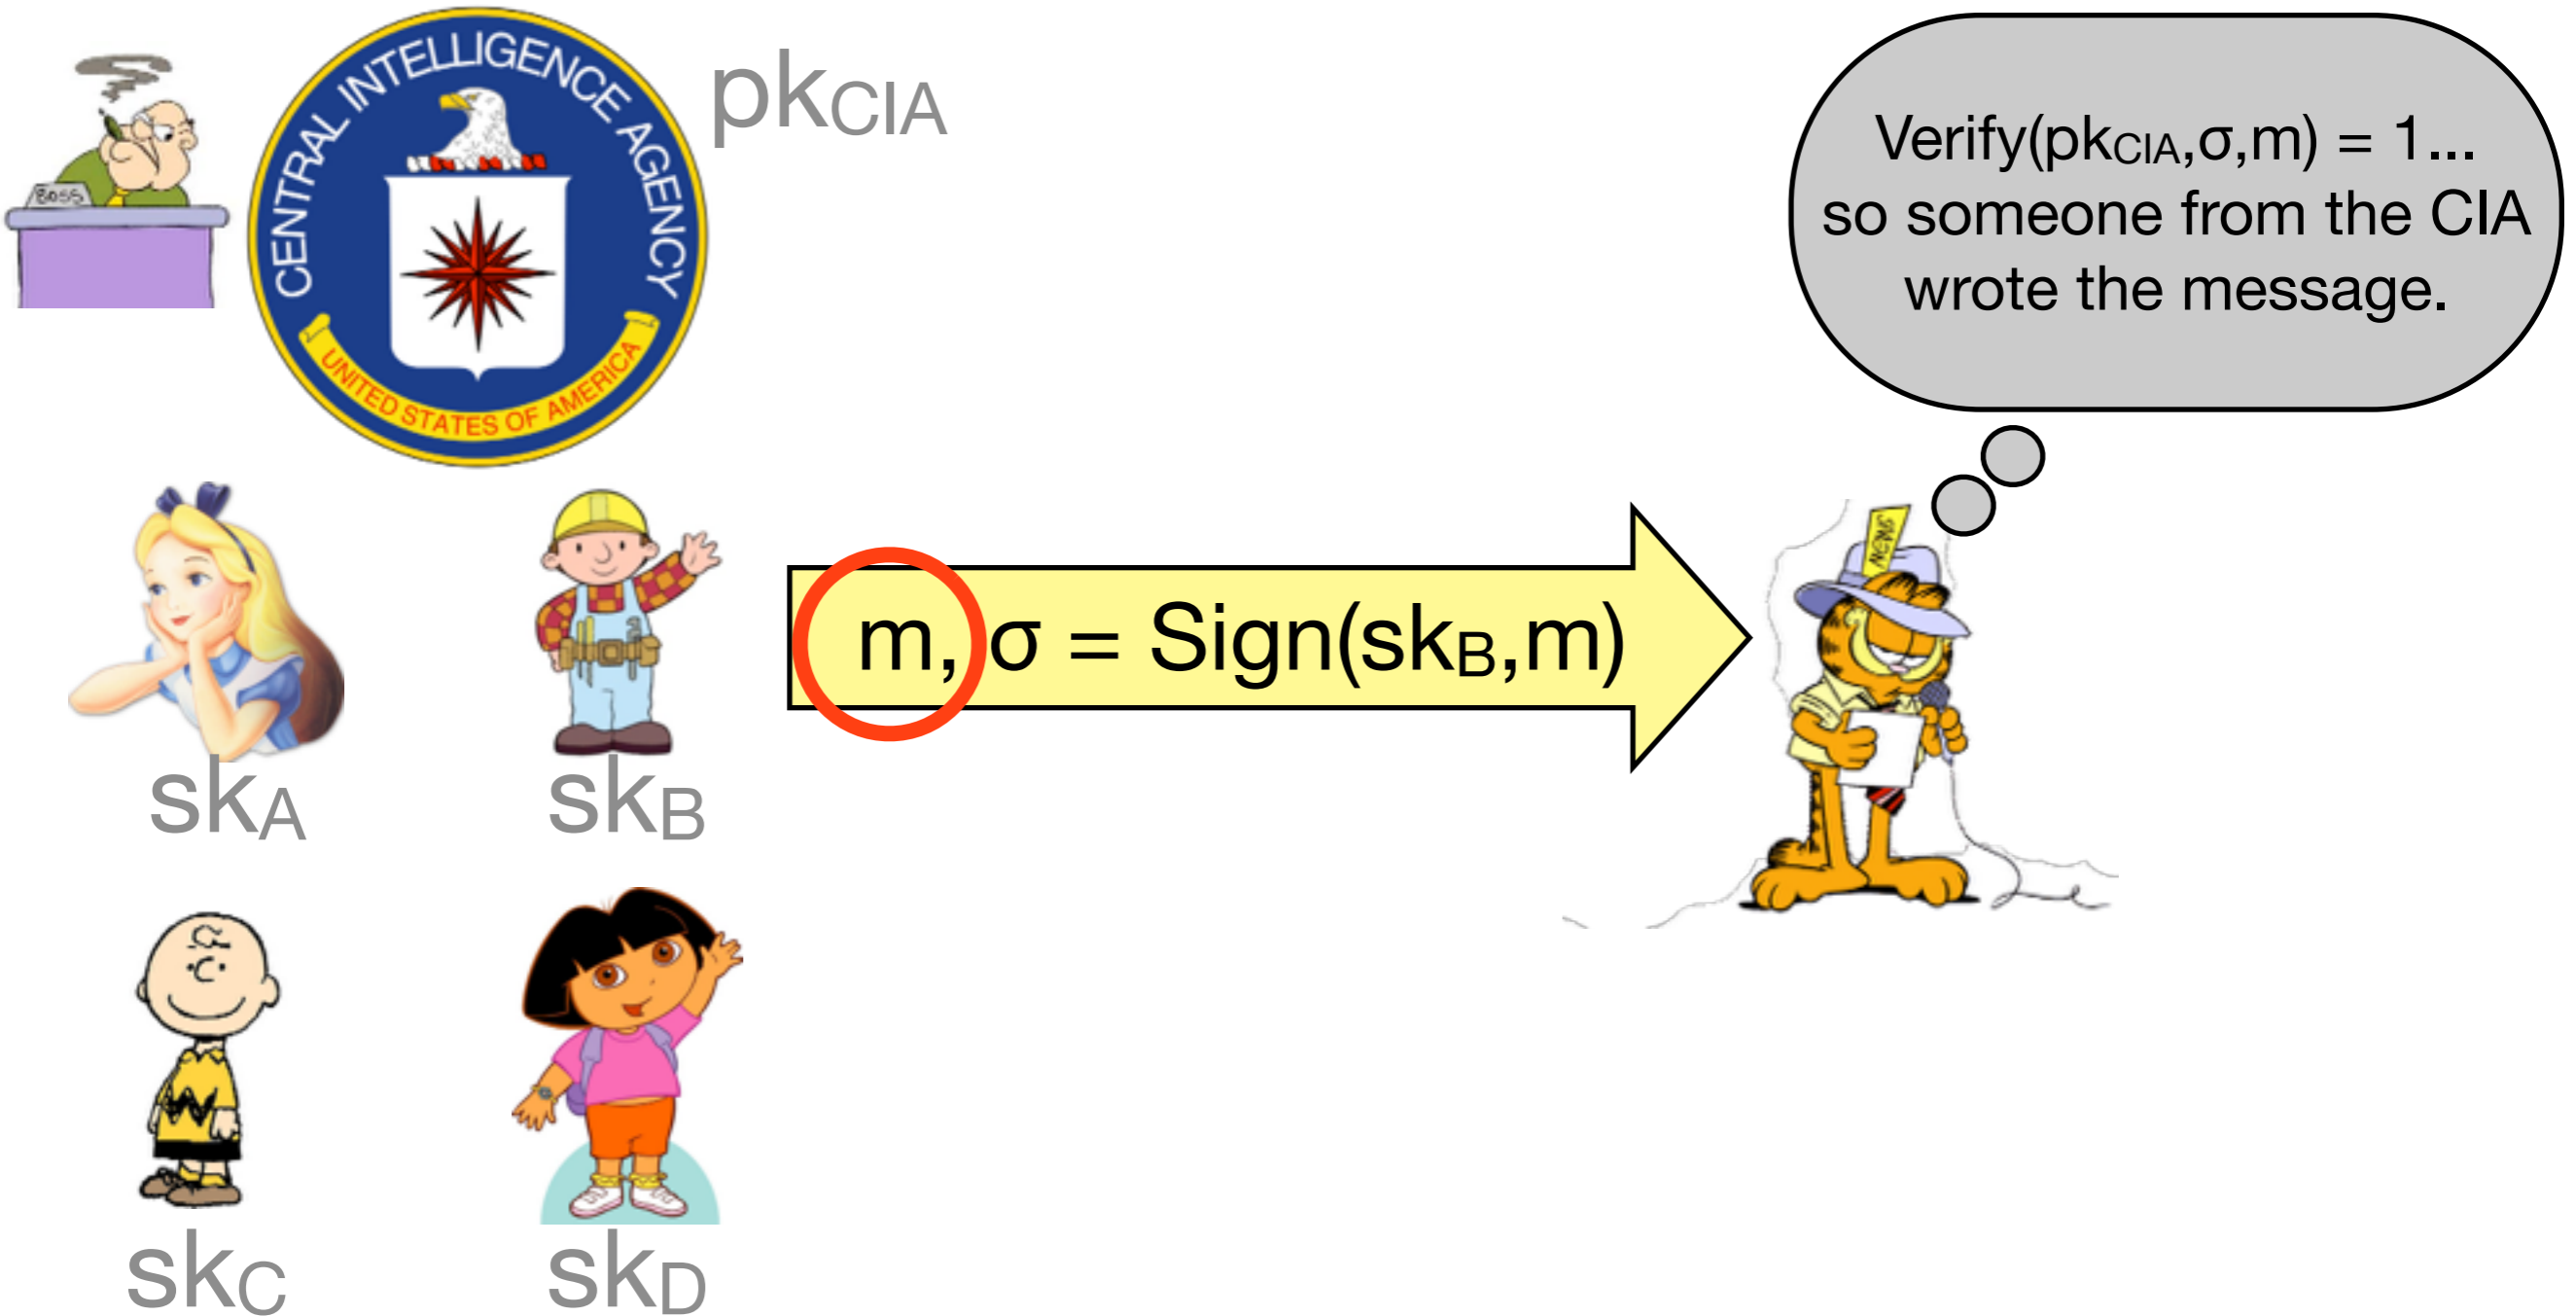 CENTRAL INTELLIGENCE AGENCY
UNITED STATES OF AMERICA
BOSS
pkCIA
Verify(pkCIA,σ,m) = 1...
so someone from the CIA
wrote the message.
m, σ = Sign(skB,m)
skA
skB
skC
skD